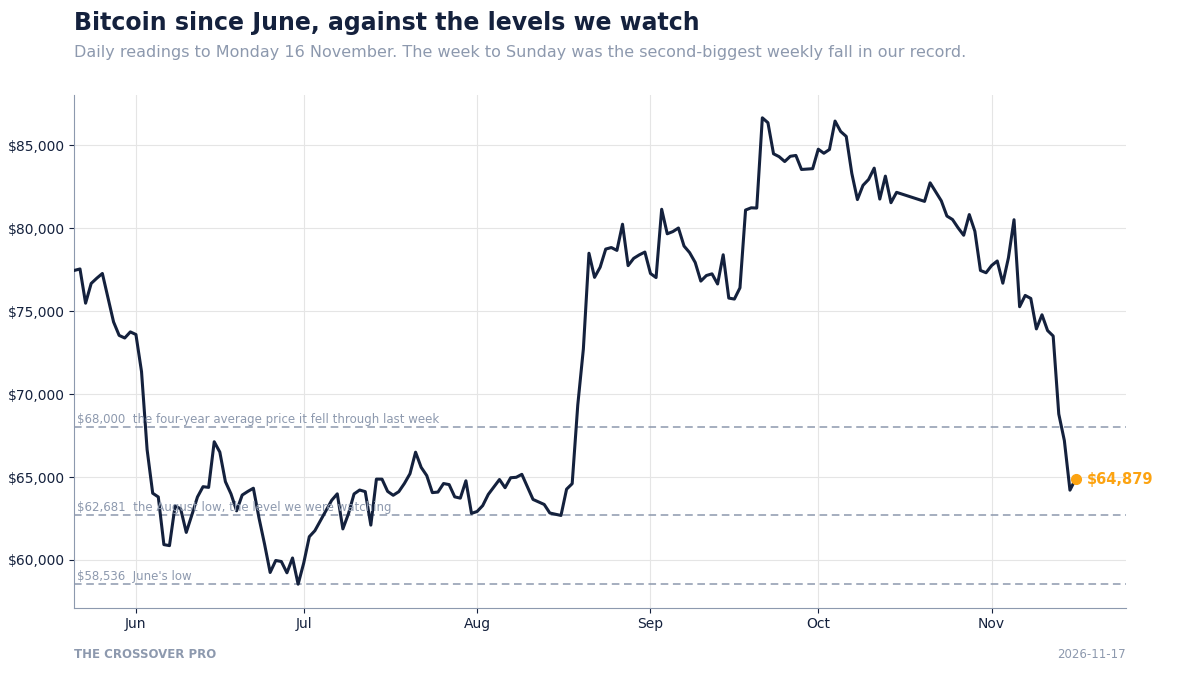 Bitcoin since June, against the levels we watch
Daily readings to Monday 16 November. The week to Sunday was the second-biggest weekly fall in our record.
$85,000
$80,000
$75,000
$70,000
$68,000 the four-year average price it fell through last week
$65,000
$64,879
$62,681 the August low, the level we were watching
$60,000
$58,536 June's low
Jun Jul Aug Sep Oct Nov
THE CROSSOVER PRO 2026-11-17